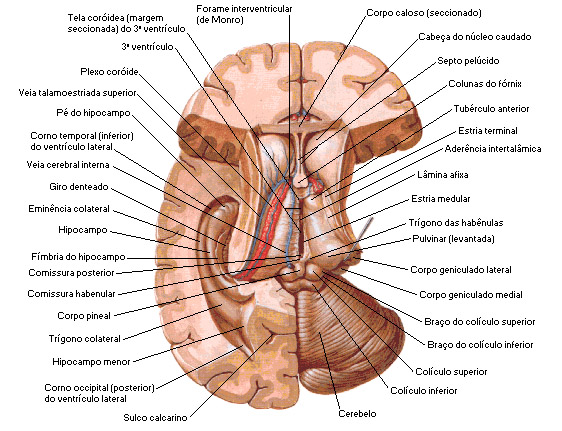 Tela coróidea (margem
seccionada) do 3º ventrículo
3º ventrículo
Plexo coróide
Veia talamoestriada superior
Pé do hipocampo
Corno temporal (inferior)
do ventrículo lateral
Veia cerebral interna
Giro denteado
Eminência colateral
Hipocampo
Fímbria do hipocampo
Comissura posterior
Comissura habenular
Corpo pineal
Trígono colateral
Hipocampo menor
Corno occipital (posterior)
do ventrículo lateral
Sulco calcarino
Forame interventricular
(de Monro)
Corpo caloso (seccionado)
Cabeça do núcleo caudado
Septo pelúcido
Colunas do fórnix
Tubérculo anterior
Estria terminal
Aderência intertalâmica
Lâmina afixa
Estria medular
Trígono das habênulas
Pulvinar (levantada)
Corpo geniculado lateral
Corpo geniculado medial
Braço do colículo superior
Braço do colículo inferior
Colículo superior
Colículo inferior
Cerebelo